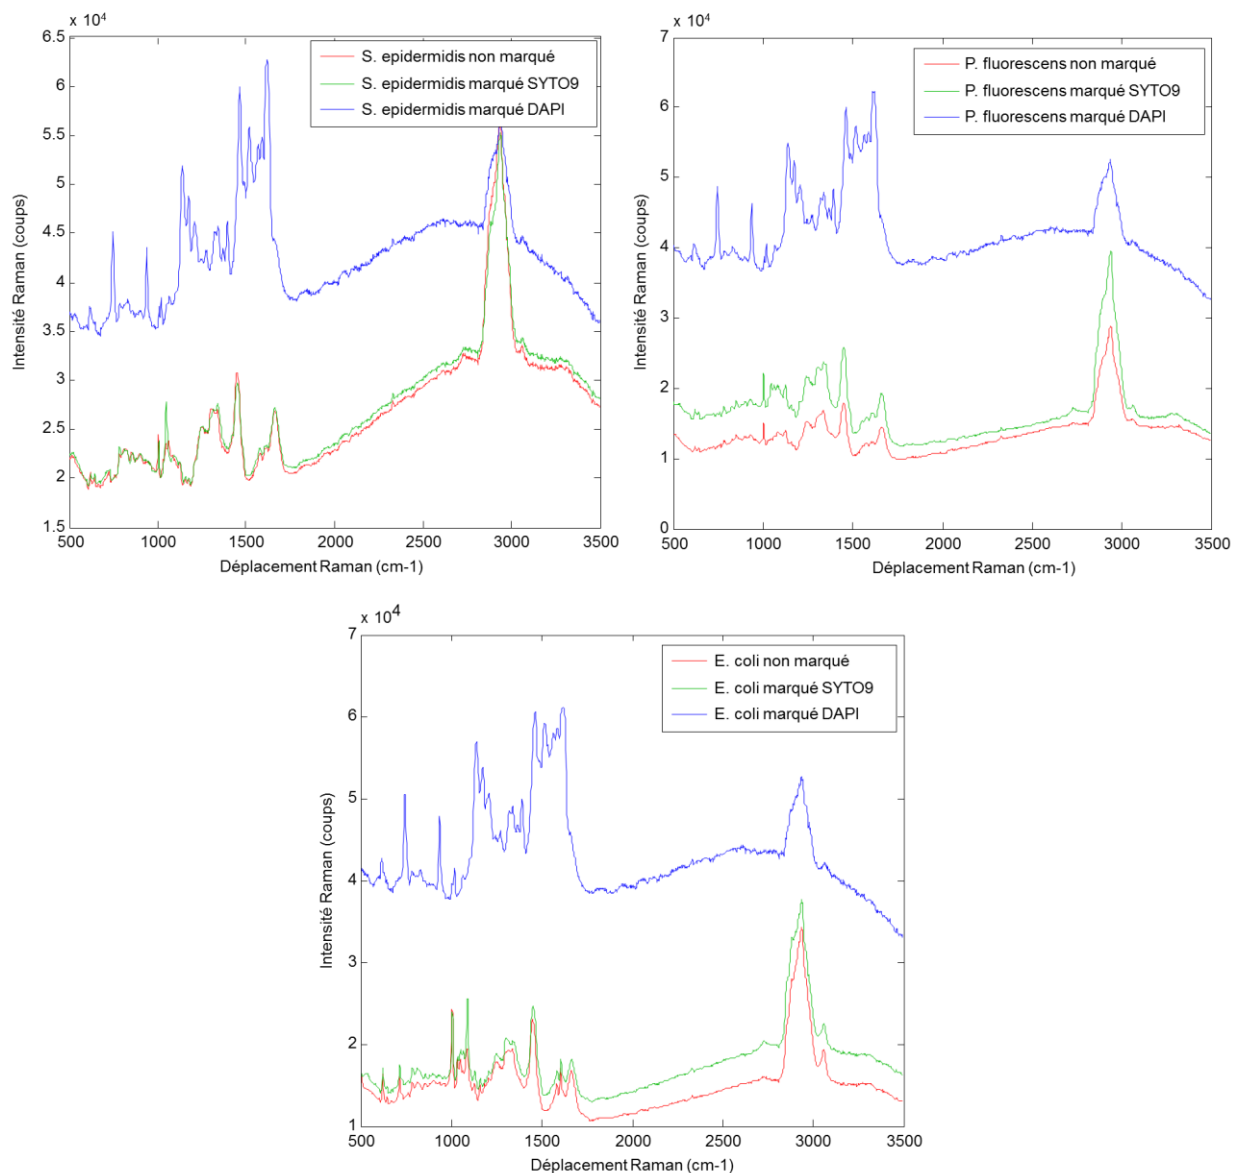 x 10⁴
6.5
6
5.5
5
4.5
4
3.5
3
2.5
2
1.5
500 1000 1500 2000 2500 3000 3500
Intensité Raman (coups)
Déplacement Raman (cm-1)
S. epidermidis non marqué
S. epidermidis marqué SYTO9
S. epidermidis marqué DAPI
x 10⁴
7
6
5
4
3
2
1
0
500 1000 1500 2000 2500 3000 3500
Intensité Raman (coups)
Déplacement Raman (cm-1)
P. fluorescens non marqué
P. fluorescens marqué SYTO9
P. fluorescens marqué DAPI
x 10⁴
7
6
5
4
3
2
1
500 1000 1500 2000 2500 3000 3500
Intensité Raman (coups)
Déplacement Raman (cm-1)
E. coli non marqué
E. coli marqué SYTO9
E. coli marqué DAPI